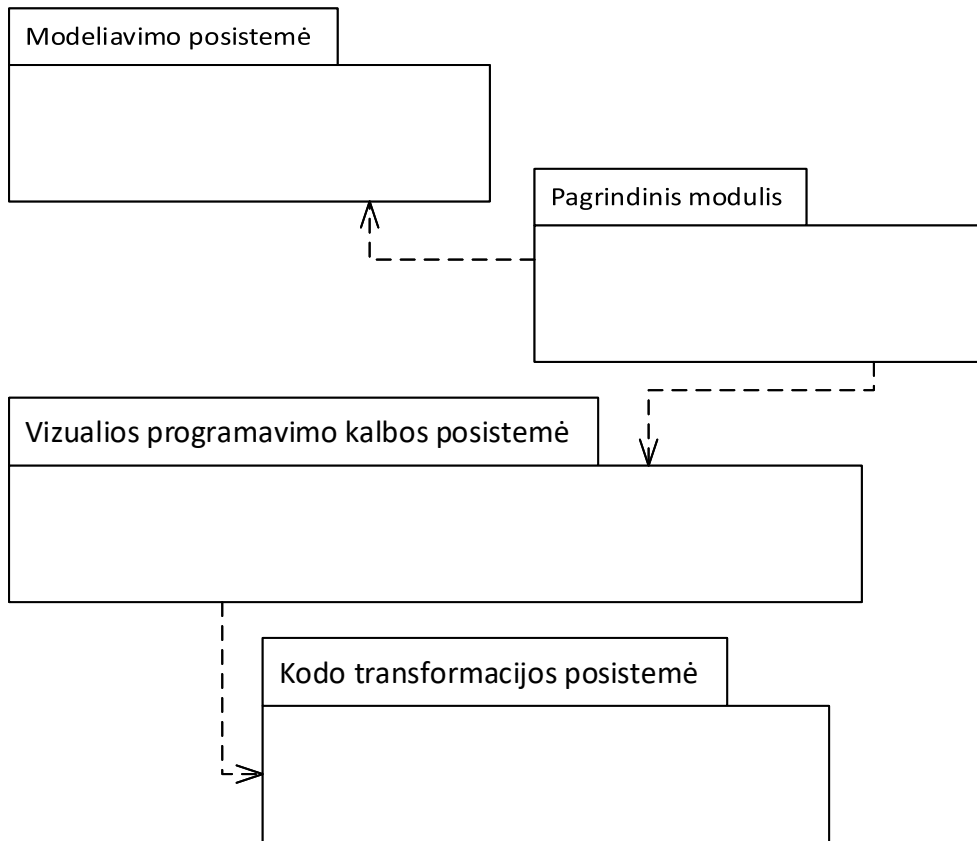 Modeliavimo posistemė
Pagrindinis modulis
Vizualios programavimo kalbos posistemė
Kodo transformacijos posistemė